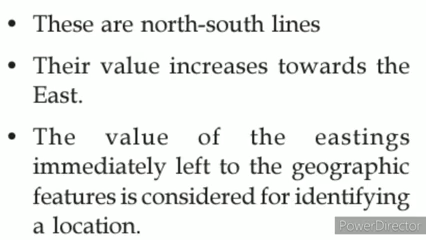 • These are north-south lines
• Their value increases towards the
East.
• The value of the eastings
immediately left to the geographic
features is considered for identifying
a location.
PowerDirector